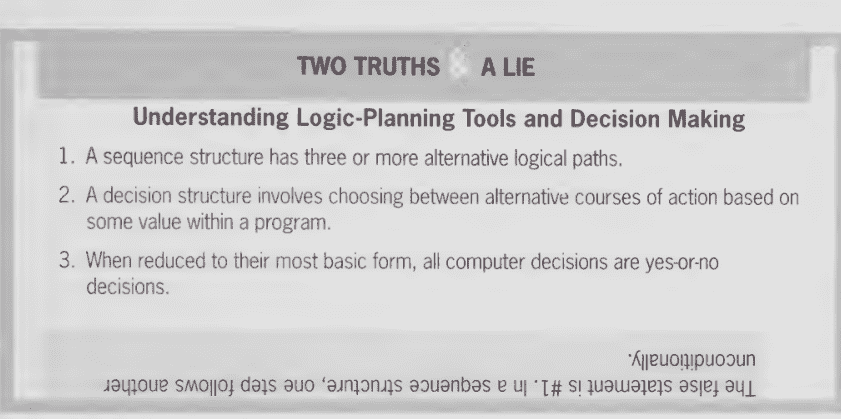 TWO TRUTHS & A LIE
Understanding Logic-Planning Tools and Decision Making
1. A sequence structure has three or more alternative logical paths.
2. A decision structure involves choosing between alternative courses of action based on
some value within a program.
3. When reduced to their most basic form, all computer decisions are yes-or-no
decisions.
The false statement is #1. In a sequence structure, one step follows another
unconditionally.